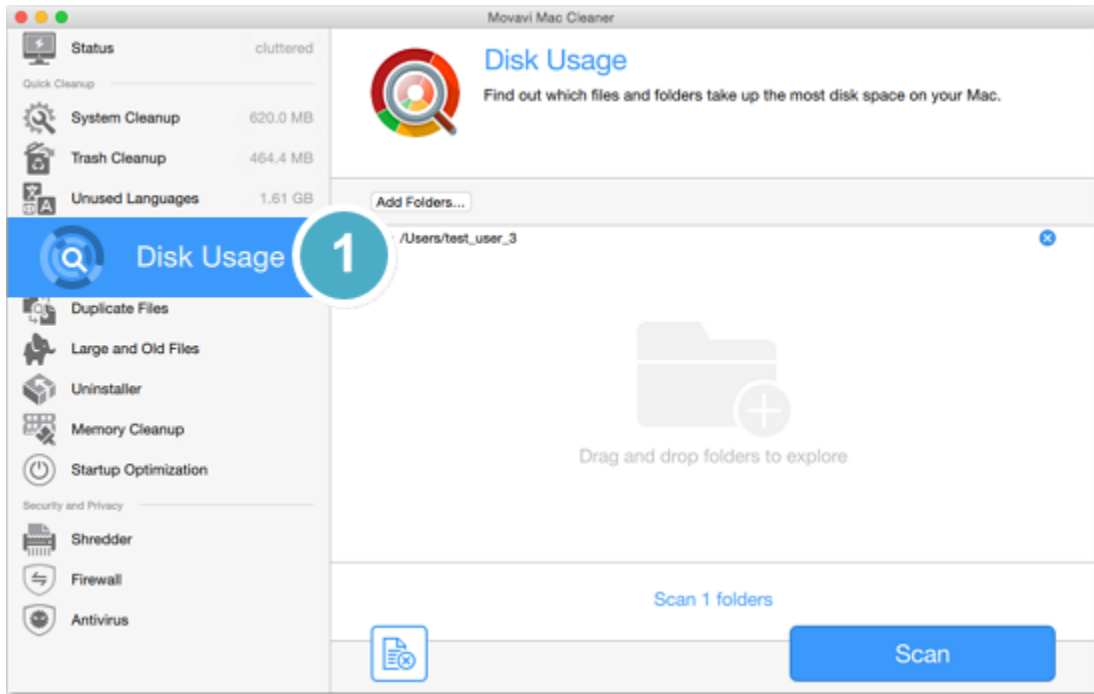 Movavi Mac Cleaner
Status cluttered
Quick Cleanup
System Cleanup 620.0 MB
Trash Cleanup 464.4 MB
Unused Languages 1.61 GB
Disk Usage
1
Duplicate Files
Large and Old Files
Uninstaller
Memory Cleanup
Startup Optimization
Security and Privacy
Shredder
Firewall
Antivirus
Disk Usage
Find out which files and folders take up the most disk space on your Mac.
Add Folders...
/Users/test_user_3
Drag and drop folders to explore
Scan 1 folders
Scan